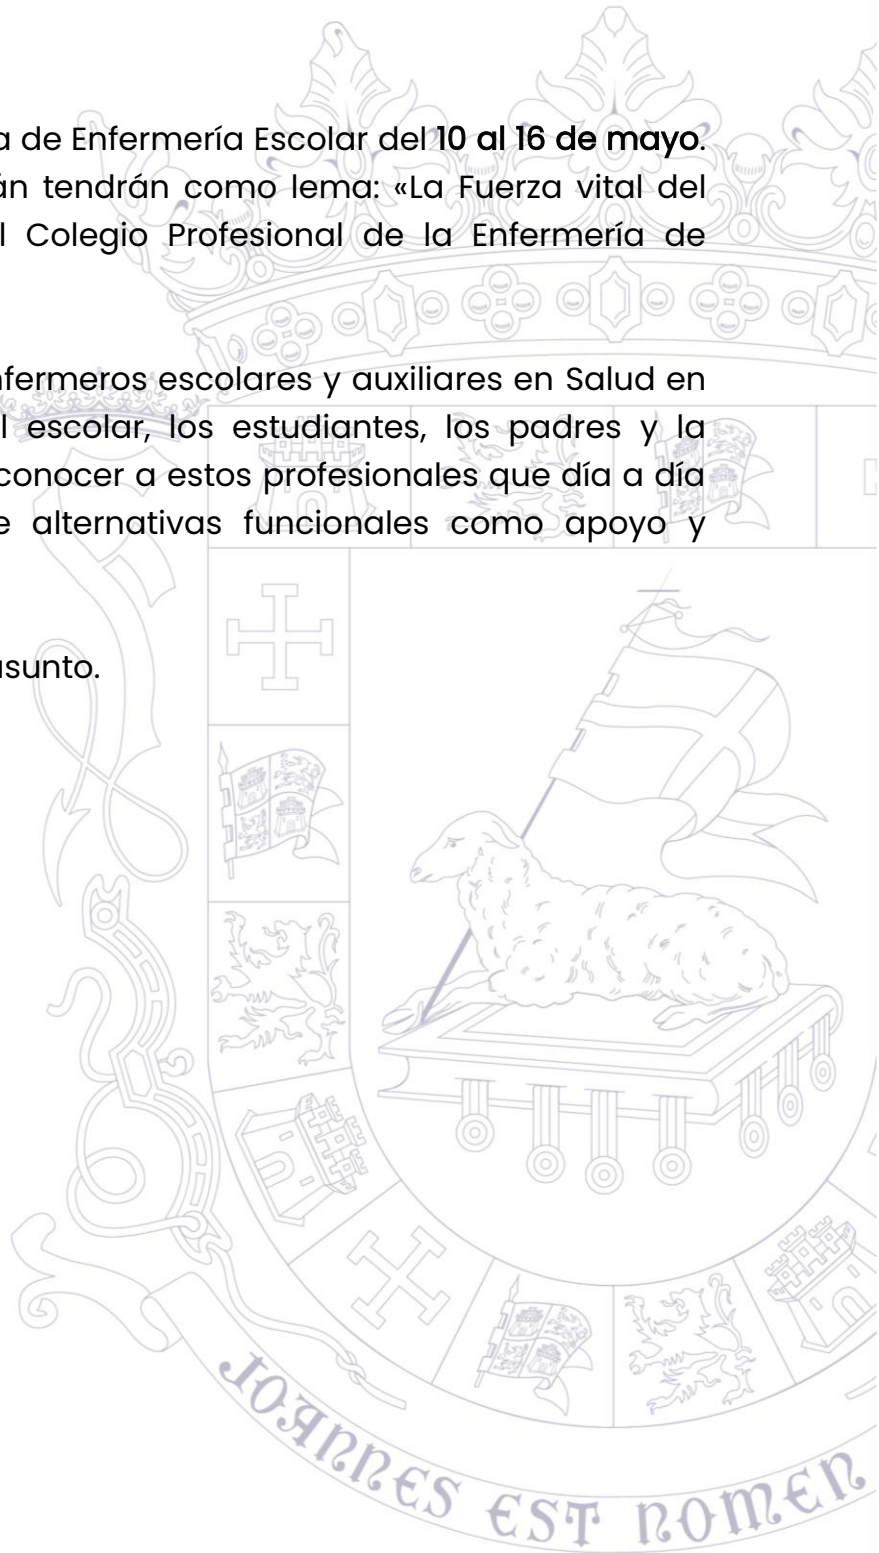 a de Enfermería Escolar del 10 al 16 de mayo.
án tendrán como lema: «La Fuerza vital del
l Colegio Profesional de la Enfermería de
nfermeros escolares y auxiliares en Salud en
l escolar, los estudiantes, los padres y la
conocer a estos profesionales que día a día
e alternativas funcionales como apoyo y
asunto.
JOANNES EST NOMEN